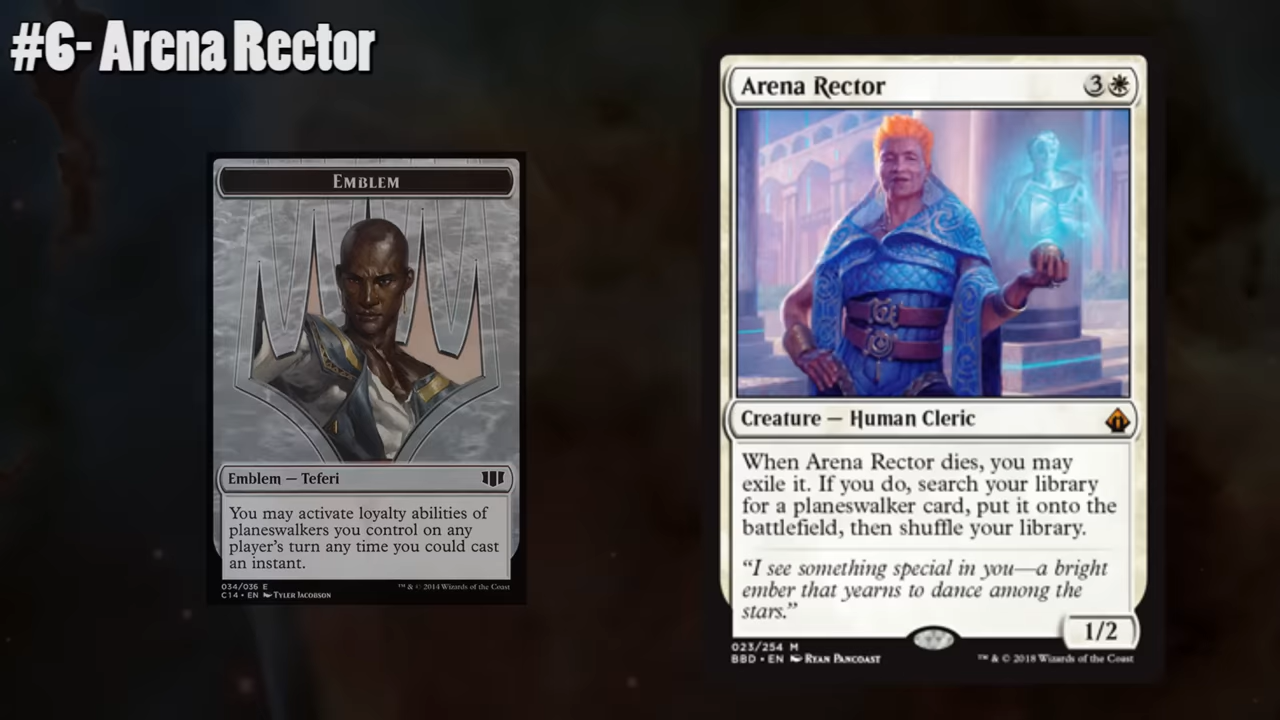 #6- Arena Rector
EMBLEM
Emblem — Teferi
You may activate loyalty abilities of
planeswalkers you control on any
player's turn any time you could cast
an instant.
034/036 E
C14 • EN TYLER JACOBSON
™ & © 2014 Wizards of the Coast
Arena Rector
3
Creature — Human Cleric
When Arena Rector dies, you may
exile it. If you do, search your library
for a planeswalker card, put it onto the
battlefield, then shuffle your library.
“I see something special in you—a bright
ember that yearns to dance among the
stars.”
1/2
023/254 M
BBD • EN RYAN PANCOAST
™ & © 2018 Wizards of the Coast